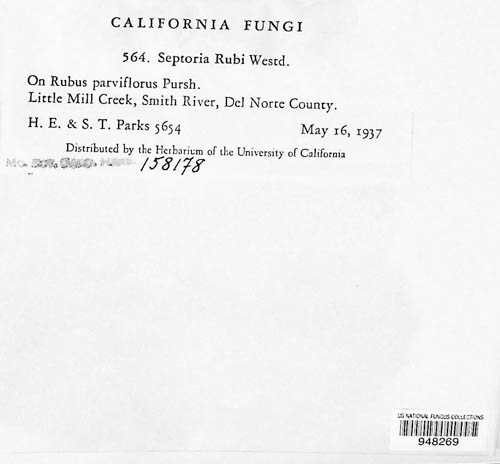 CALIFORNIA FUNGI
564. Septoria Rubi Westd.
On Rubus parviflorus Pursh.
Little Mill Creek, Smith River, Del Norte County.
H. E. & S. T. Parks 5654 May 16, 1937
Distributed by the Herbarium of the University of California
Mo. 158178
US NATIONAL FUNGUS COLLECTIONS
948269